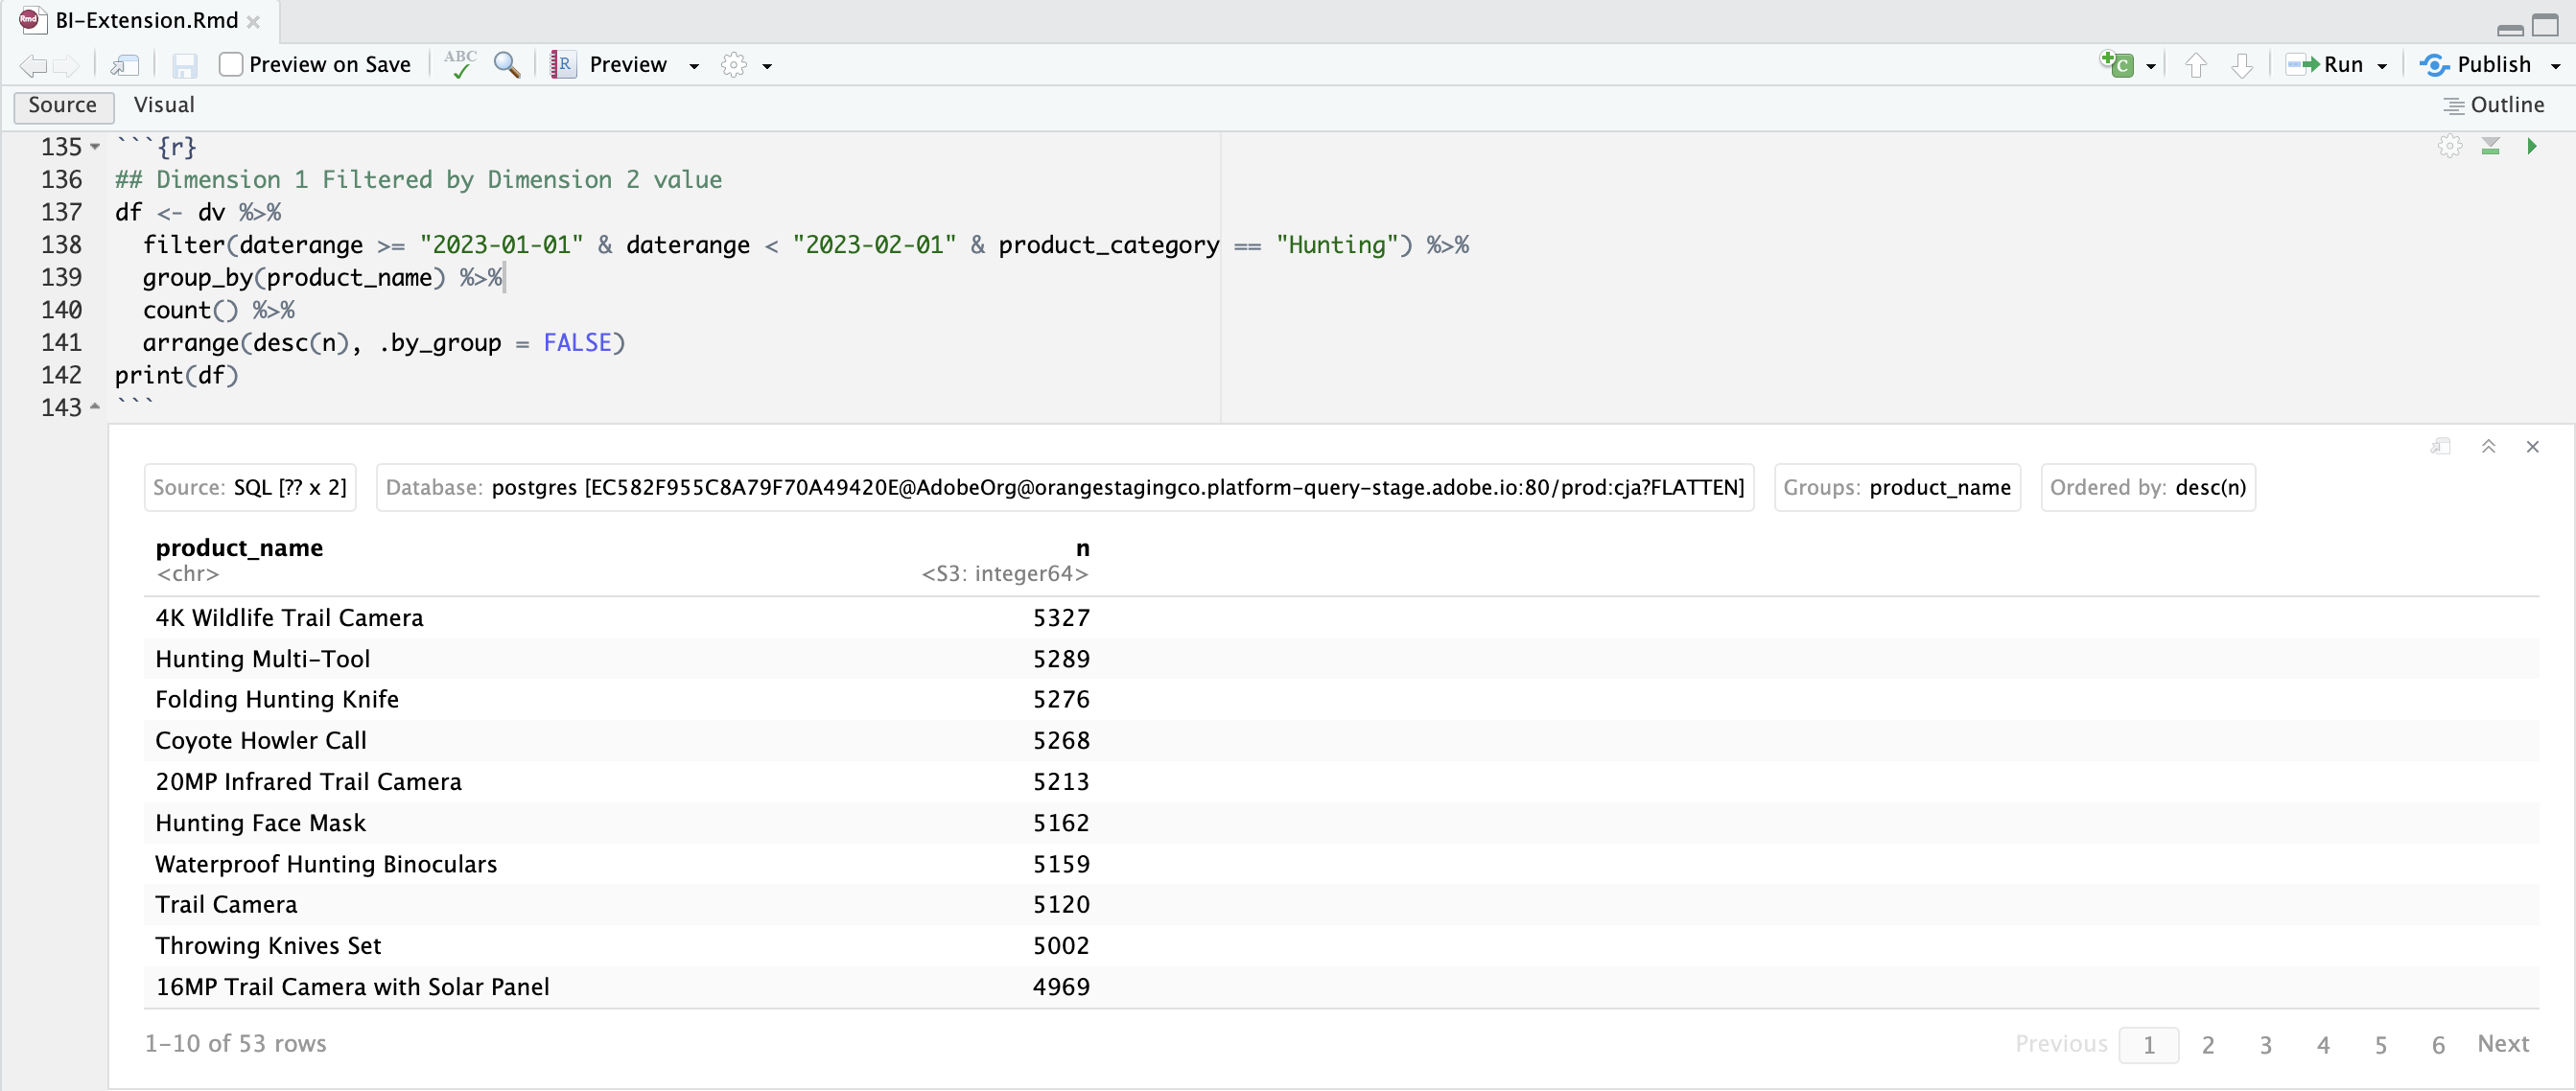 BI-Extension.Rmd
Preview on Save ABC R Preview C Run Publish
Source Visual Outline
135 ```{r}
136 ## Dimension 1 Filtered by Dimension 2 value
137 df <- dv %>%
138   filter(daterange >= "2023-01-01" & daterange < "2023-02-01" & product_category == "Hunting") %>%
139   group_by(product_name) %>%
140   count() %>%
141   arrange(desc(n), .by_group = FALSE)
142 print(df)
143 ```
Source: SQL [?? x 2] Database: postgres [EC582F955C8A79F70A49420E@AdobeOrg@orangestagingco.platform-query-stage.adobe.io:80/prod:cja?FLATTEN] Groups: product_name Ordered by: desc(n)
product_name n
<chr> <S3: integer64>
4K Wildlife Trail Camera 5327
Hunting Multi-Tool 5289
Folding Hunting Knife 5276
Coyote Howler Call 5268
20MP Infrared Trail Camera 5213
Hunting Face Mask 5162
Waterproof Hunting Binoculars 5159
Trail Camera 5120
Throwing Knives Set 5002
16MP Trail Camera with Solar Panel 4969
1-10 of 53 rows Previous 1 2 3 4 5 6 Next